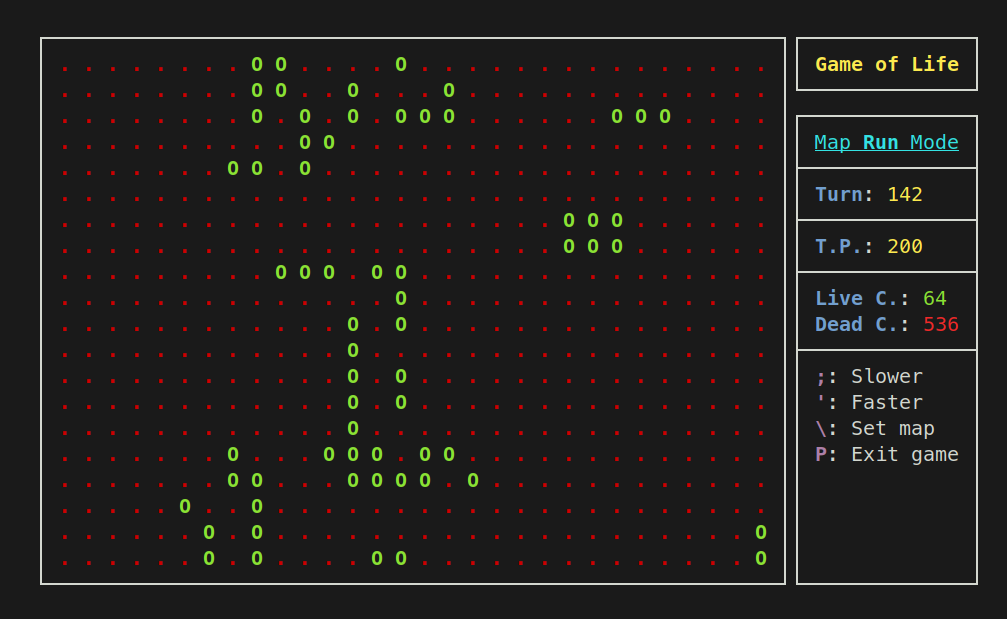 . . . . . . . . O O . . . . O . . . . . . . . . . . . . . .
. . . . . . . . O O . . O . . . O . . . . . . . . . . . . .
. . . . . . . . O . O . O . O O O . . . . . . O O O . . . .
. . . . . . . . . . O O . . . . . . . . . . . . . . . . . .
. . . . . . . O O . O . . . . . . . . . . . . . . . . . . .
. . . . . . . . . . . . . . . . . . . . . . . . . . . . . .
. . . . . . . . . . . . . . . . . . . . . O O O . . . . . .
. . . . . . . . . . . . . . . . . . . . . O O O . . . . . .
. . . . . . . . . O O O . O O . . . . . . . . . . . . . . .
. . . . . . . . . . . . . . O . . . . . . . . . . . . . . .
. . . . . . . . . . . . O . O . . . . . . . . . . . . . . .
. . . . . . . . . . . . O . . . . . . . . . . . . . . . . .
. . . . . . . . . . . . O . O . . . . . . . . . . . . . . .
. . . . . . . . . . . . O . O . . . . . . . . . . . . . . .
. . . . . . . . . . . . O . . . . . . . . . . . . . . . . .
. . . . . . . O . . . O O O . O O . . . . . . . . . . . . .
. . . . . . . O O . . . O O O O . O . . . . . . . . . . . .
. . . . . O . . O . . . . . . . . . . . . . . . . . . . . .
. . . . . . O . O . . . . . . . . . . . . . . . . . . . . O
. . . . . . O . O . . . . O O . . . . . . . . . . . . . . O
Game of Life
Map Run Mode
Turn: 142
T.P.: 200
Live C.: 64
Dead C.: 536
;: Slower
': Faster
\: Set map
P: Exit game